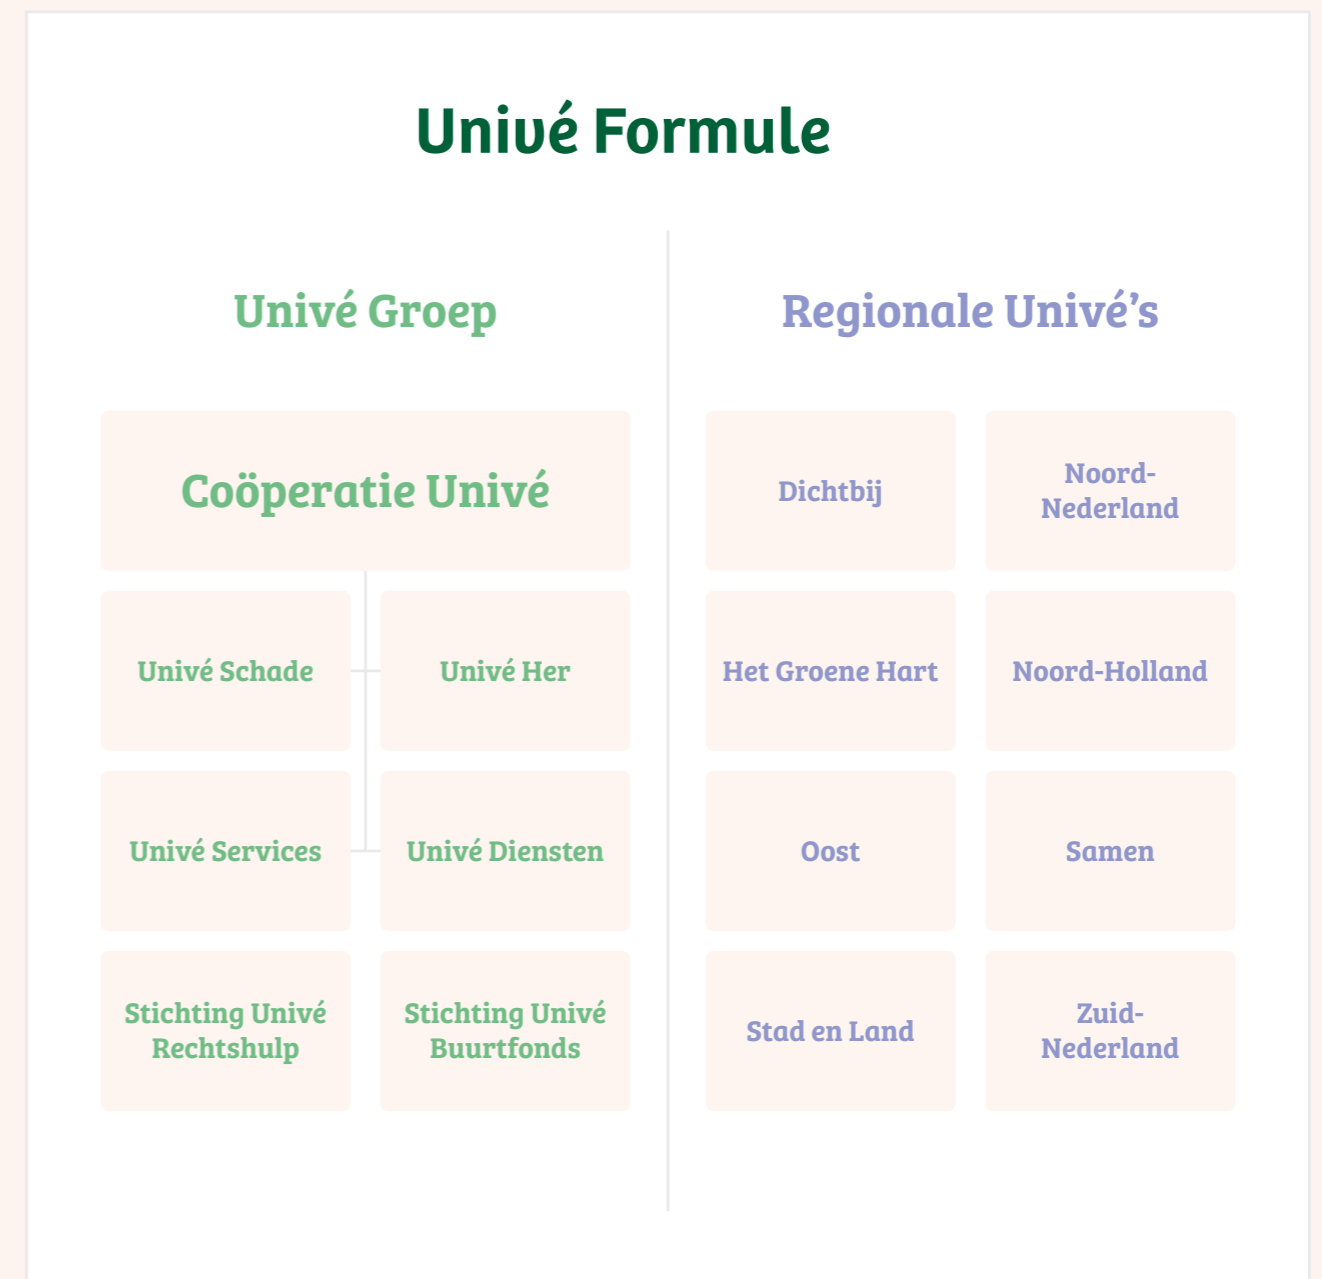 Univé Formule
Univé Groep
Coöperatie Univé
Univé Schade
Univé Her
Univé Services
Univé Diensten
Stichting Univé
Rechtshulp
Stichting Univé
Buurtfonds
Regionale Univé’s
Dichtbij
Noord-
Nederland
Het Groene Hart
Noord-Holland
Oost
Samen
Stad en Land
Zuid-
Nederland